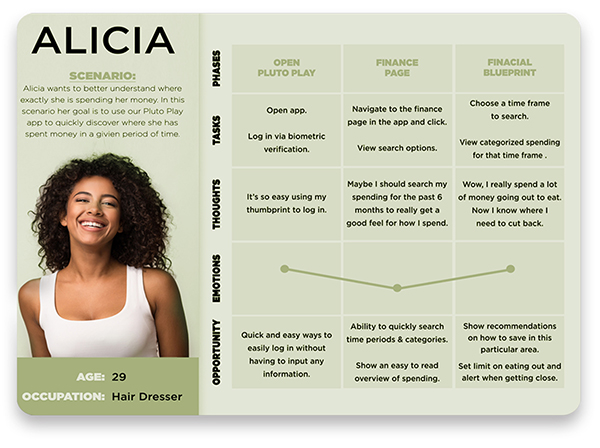 ALICIA
SCENARIO:
Alicia wants to better understand where
exactly she is spending her money. In this
scenario her goal is to use our Pluto Play
app to quickly discover where she has
spent money in a givien period of time.
AGE: 29
OCCUPATION: Hair Dresser
PHASES
OPEN
PLUTO PLAY
FINANCE
PAGE
FINACIAL
BLUEPRINT
TASKS
Open app.
Log in via biometric
verification.
Navigate to the finance
page in the app and click.
View search options.
Choose a time frame
to search.
View categorized spending
for that time frame .
THOUGHTS
It's so easy using my
thumbprint to log in.
Maybe I should search my
spending for the past 6
months to really get a
good feel for how I spend.
Wow, I really spend a lot
of money going out to eat.
Now I know where I
need to cut back.
EMOTIONS
OPPORTUNITY
Quick and easy ways to
easily log in without
having to input any
information.
Ability to quickly search
time periods & categories.
Show an easy to read
overview of spending.
Show recommendations
on how to save in this
particular area.
Set limit on eating out and
alert when getting close.